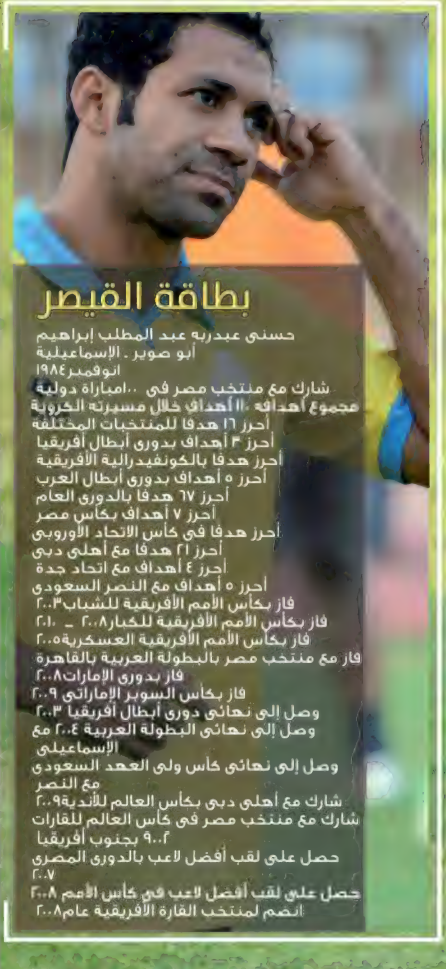 بطاقة القيصر
حسنى عبدربه عبد المطلب إبراهيم
أبو صوير ـ الإسماعيلية
١نوفمبر١٩٨٤
شارك مع منتخب مصر فى ١٠٠مباراة دولية
مجموع أهدافه ١١٠ أهداف خلال مسيرته الكروية
أحرز ١٦ هدفا للمنتخبات المختلفة
أحرز ٣ أهداف بدورى أبطال أفريقيا
أحرز هدفا بالكونفيدرالية الأفريقية
أحرز ٥ أهداف بدورى أبطال العرب
أحرز ٦٧ هدفا بالدورى العام
أحرز ٧ أهداف بكأس مصر
أحرز هدفا فى كأس الاتحاد الأوروبى
أحرز ٢١ هدفا مع أهلى دبى
أحرز ٤ أهداف مع اتحاد جدة
أحرز ٥ أهداف مع النصر السعودى
فاز بكأس الأمم الأفريقية للشباب٢٠٠٣
فاز بكأس الأمم الأفريقية للكبار٢٠٠٨ ـ ٢٠١٠
فاز بكأس الأمم الأفريقية العسكرية٢٠٠٥
فاز مع منتخب مصر بالبطولة العربية بالقاهرة
فاز بدورى الإمارات٢٠٠٨
فاز بكأس السوبر الإماراتى ٢٠٠٩
وصل إلى نهائى دورى أبطال أفريقيا ٢٠٠٣
وصل إلى نهائى البطولة العربية ٢٠٠٤ مع
الإسماعيلى
وصل إلى نهائى كأس ولى العهد السعودى
مع النصر
شارك مع أهلى دبى بكأس العالم للأندية٢٠٠٩
شارك مع منتخب مصر فى كأس العالم للقارات
٢٠٠٩ بجنوب أفريقيا
حصل على لقب أفضل لاعب بالدورى المصرى
٢٠٠٧
حصل على لقب أفضل لاعب فى كأس الأمم ٢٠٠٨
انضم لمنتخب القارة الأفريقية عام٢٠٠٨